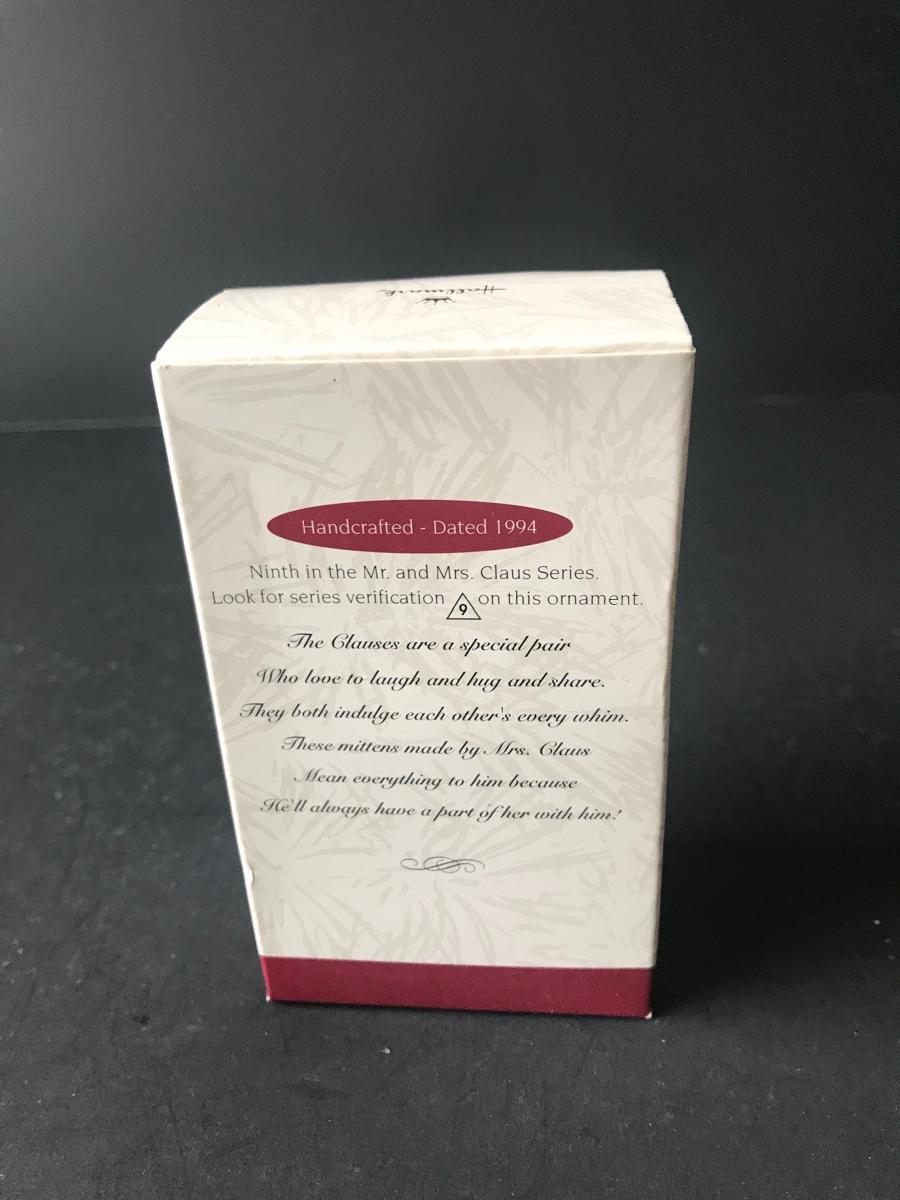 Hallmark
Handcrafted - Dated 1994
Ninth in the Mr. and Mrs. Claus Series.
Look for series verification 9 on this ornament.
The Clauses are a special pair
Who love to laugh and hug and share.
They both indulge each other's every whim.
These mittens made by Mrs. Claus
Mean everything to him because
He'll always have a part of her with him!